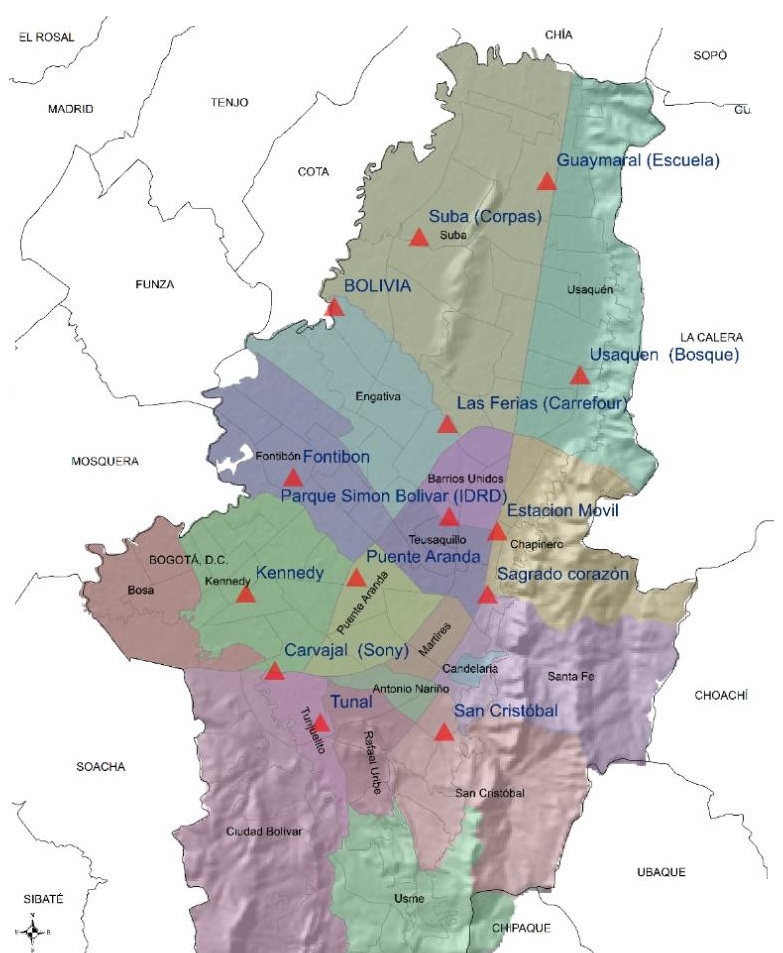 EL ROSAL
CHÍA
SOPÓ
MADRID
TENJO
GU
COTA
Guaymaral (Escuela)
Suba (Corpas)
Suba
FUNZA
BOLIVIA
Usaquén
LA CALERA
Usaquen (Bosque)
Engativa
Las Ferias (Carrefour)
MOSQUERA
Fontibón
Fontibon
Barrios Unidos
Parque Simon Bolivar (IDRD)
Estacion Movil
Teusaquillo
Chapinero
BOGOTÁ, D.C.
Puente Aranda
Kennedy
Kennedy
Sagrado corazón
Bosa
Puente Aranda
Martires
Carvajal (Sony)
Candelaria
Santa Fe
Antonio Nariño
CHOACHÍ
Tunal
San Cristóbal
Tunjuelito
Rafael Uribe
SOACHA
San Cristóbal
Ciudad Bolívar
UBAQUE
SIBATÉ
Usme
N
CHIPAQUE